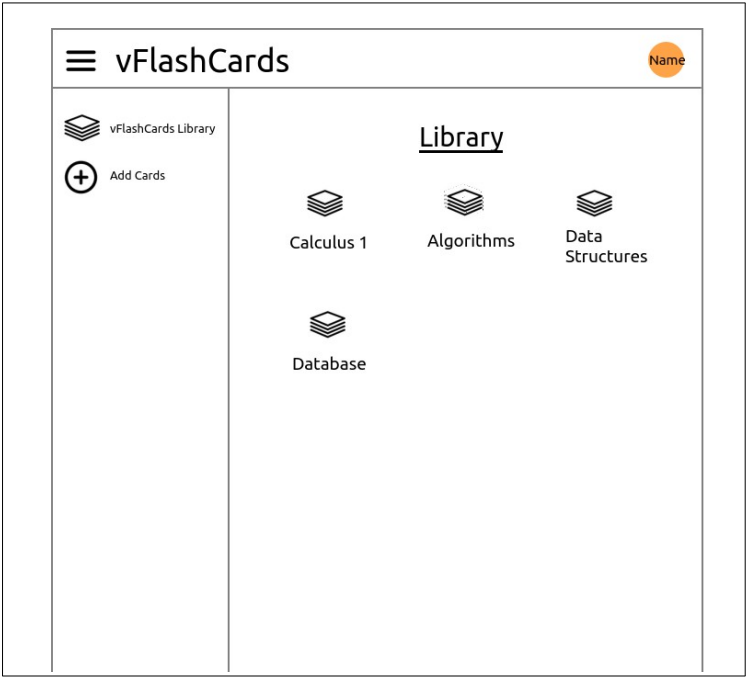 vFlashCards
Name
vFlashCards Library
Add Cards
Library
Calculus 1
Algorithms
Data
Structures
Database